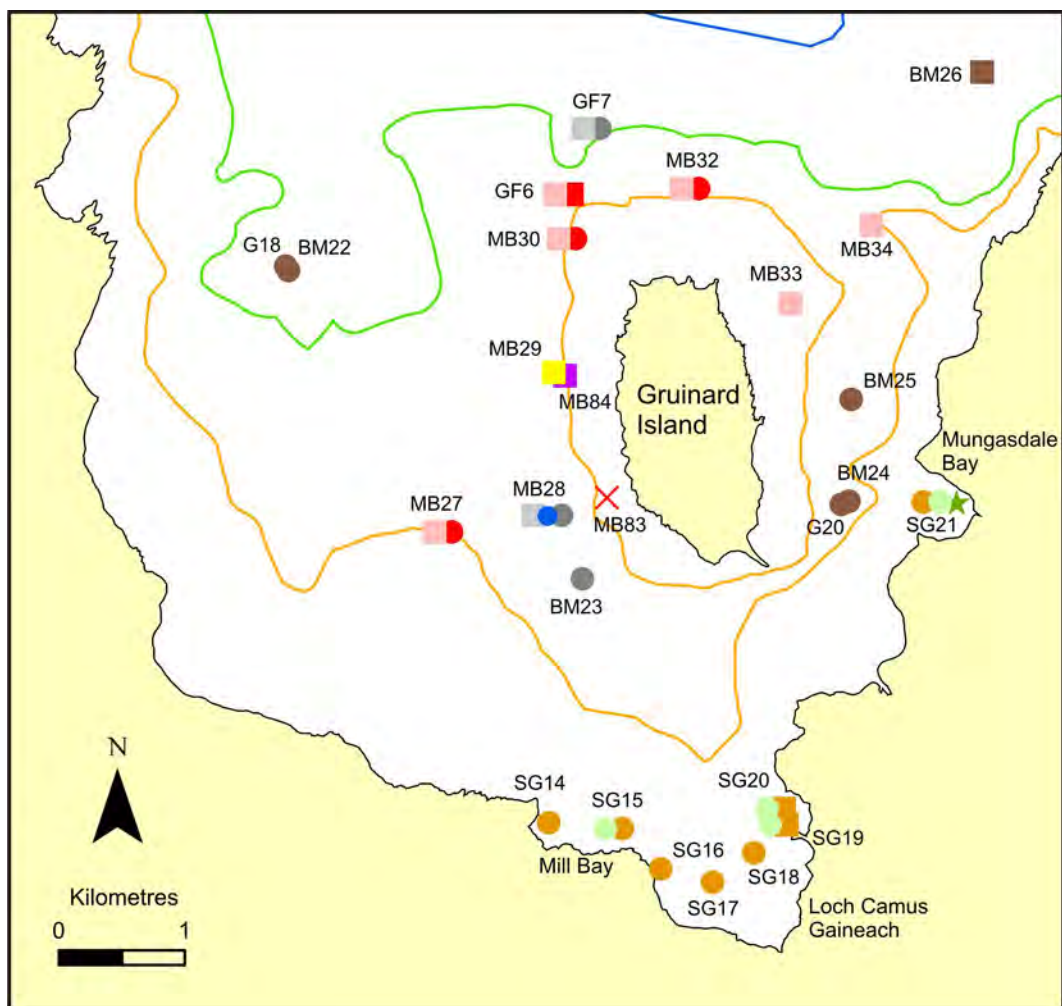 BM26
GF7
MB32
GF6
MB30
MB34
G18
BM22
MB33
MB29
MB84
Gruinard
Island
BM25
Mungasdale
Bay
BM24
MB28
MB27
MB83
G20
SG21
BM23
N
SG14
SG15
SG20
SG19
SG16
SG18
Mill Bay
SG17
Loch Camus
Gaineach
Kilometres
0
1